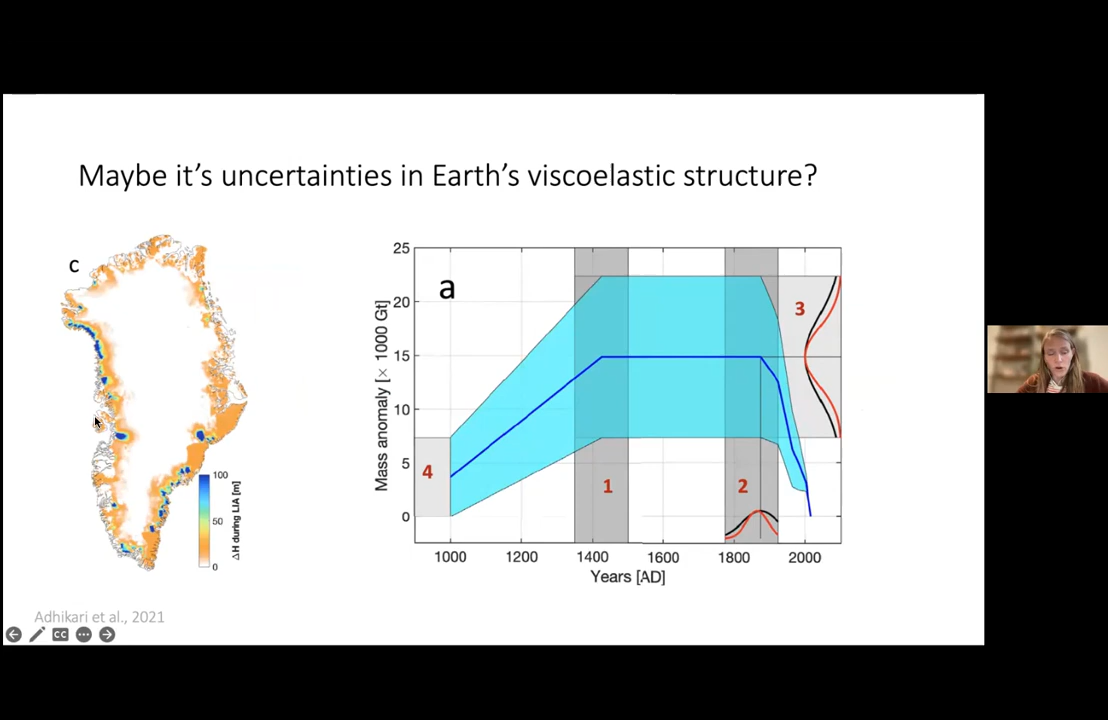 Maybe it's uncertainties in Earth's viscoelastic structure?
c
100
50
0
ΔH during LIA [m]
a
25
20
15
10
5
0
Mass anomaly [× 1000 Gt]
4
1
2
3
1000
1200
1400
1600
1800
2000
Years [AD]
Adhikari et al., 2021
CC